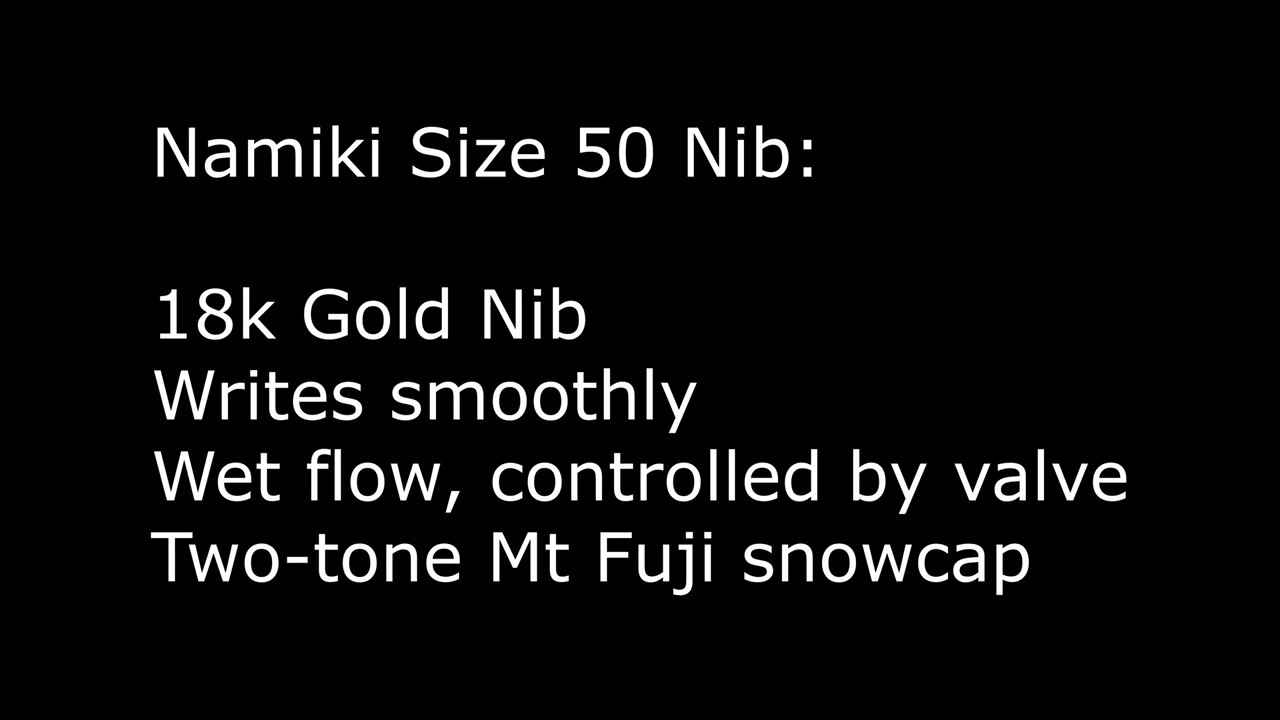 Namiki Size 50 Nib:
18k Gold Nib
Writes smoothly
Wet flow, controlled by valve
Two-tone Mt Fuji snowcap